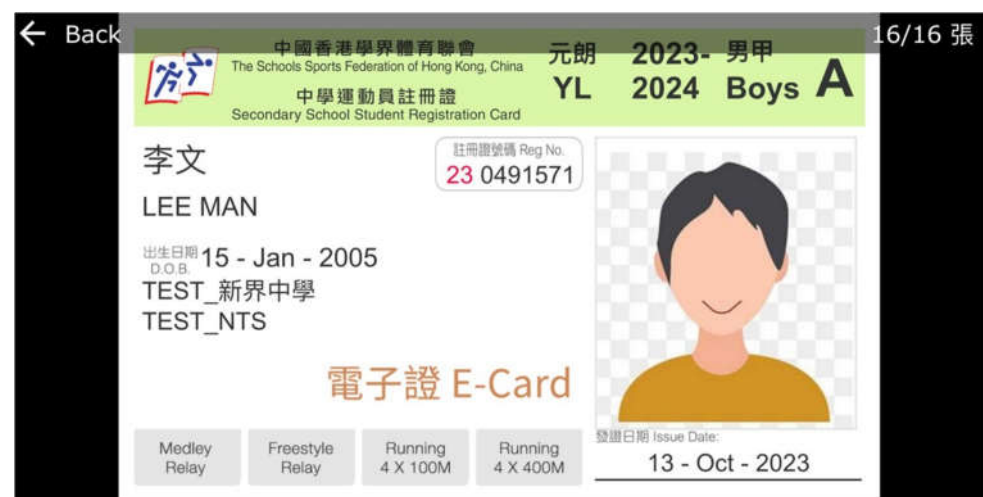 ← Back
16/16 張
中國香港學界體育聯會
The Schools Sports Federation of Hong Kong, China
中學運動員註冊證
Secondary School Student Registration Card
元朗
YL
2023-
2024
男甲
Boys
A
李文
註冊證號碼 Reg No.
23 0491571
LEE MAN
出生日期
D.O.B.
15 - Jan - 2005
TEST_新界中學
TEST_NTS
電子證 E-Card
Medley
Relay
Freestyle
Relay
Running
4 X 100M
Running
4 X 400M
發證日期 Issue Date:
13 - Oct - 2023